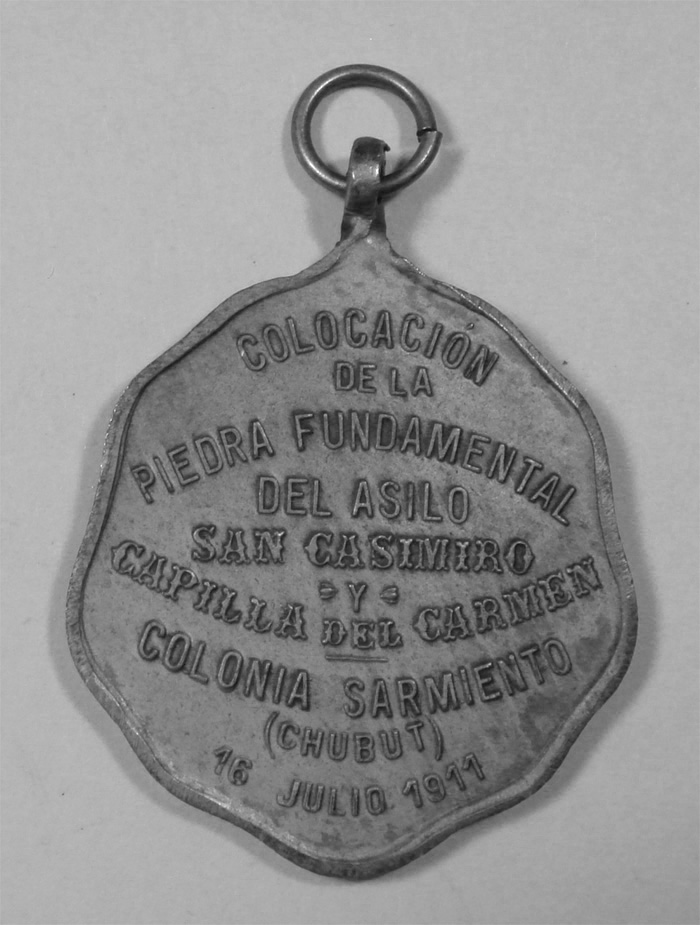 COLOCACIÓN
DE LA
PIEDRA FUNDAMENTAL
DEL ASILO
SAN CASIMIRO
Y
CAPILLA DEL CARMEN
COLONIA SARMIENTO
(CHUBUT)
16 JULIO 1911